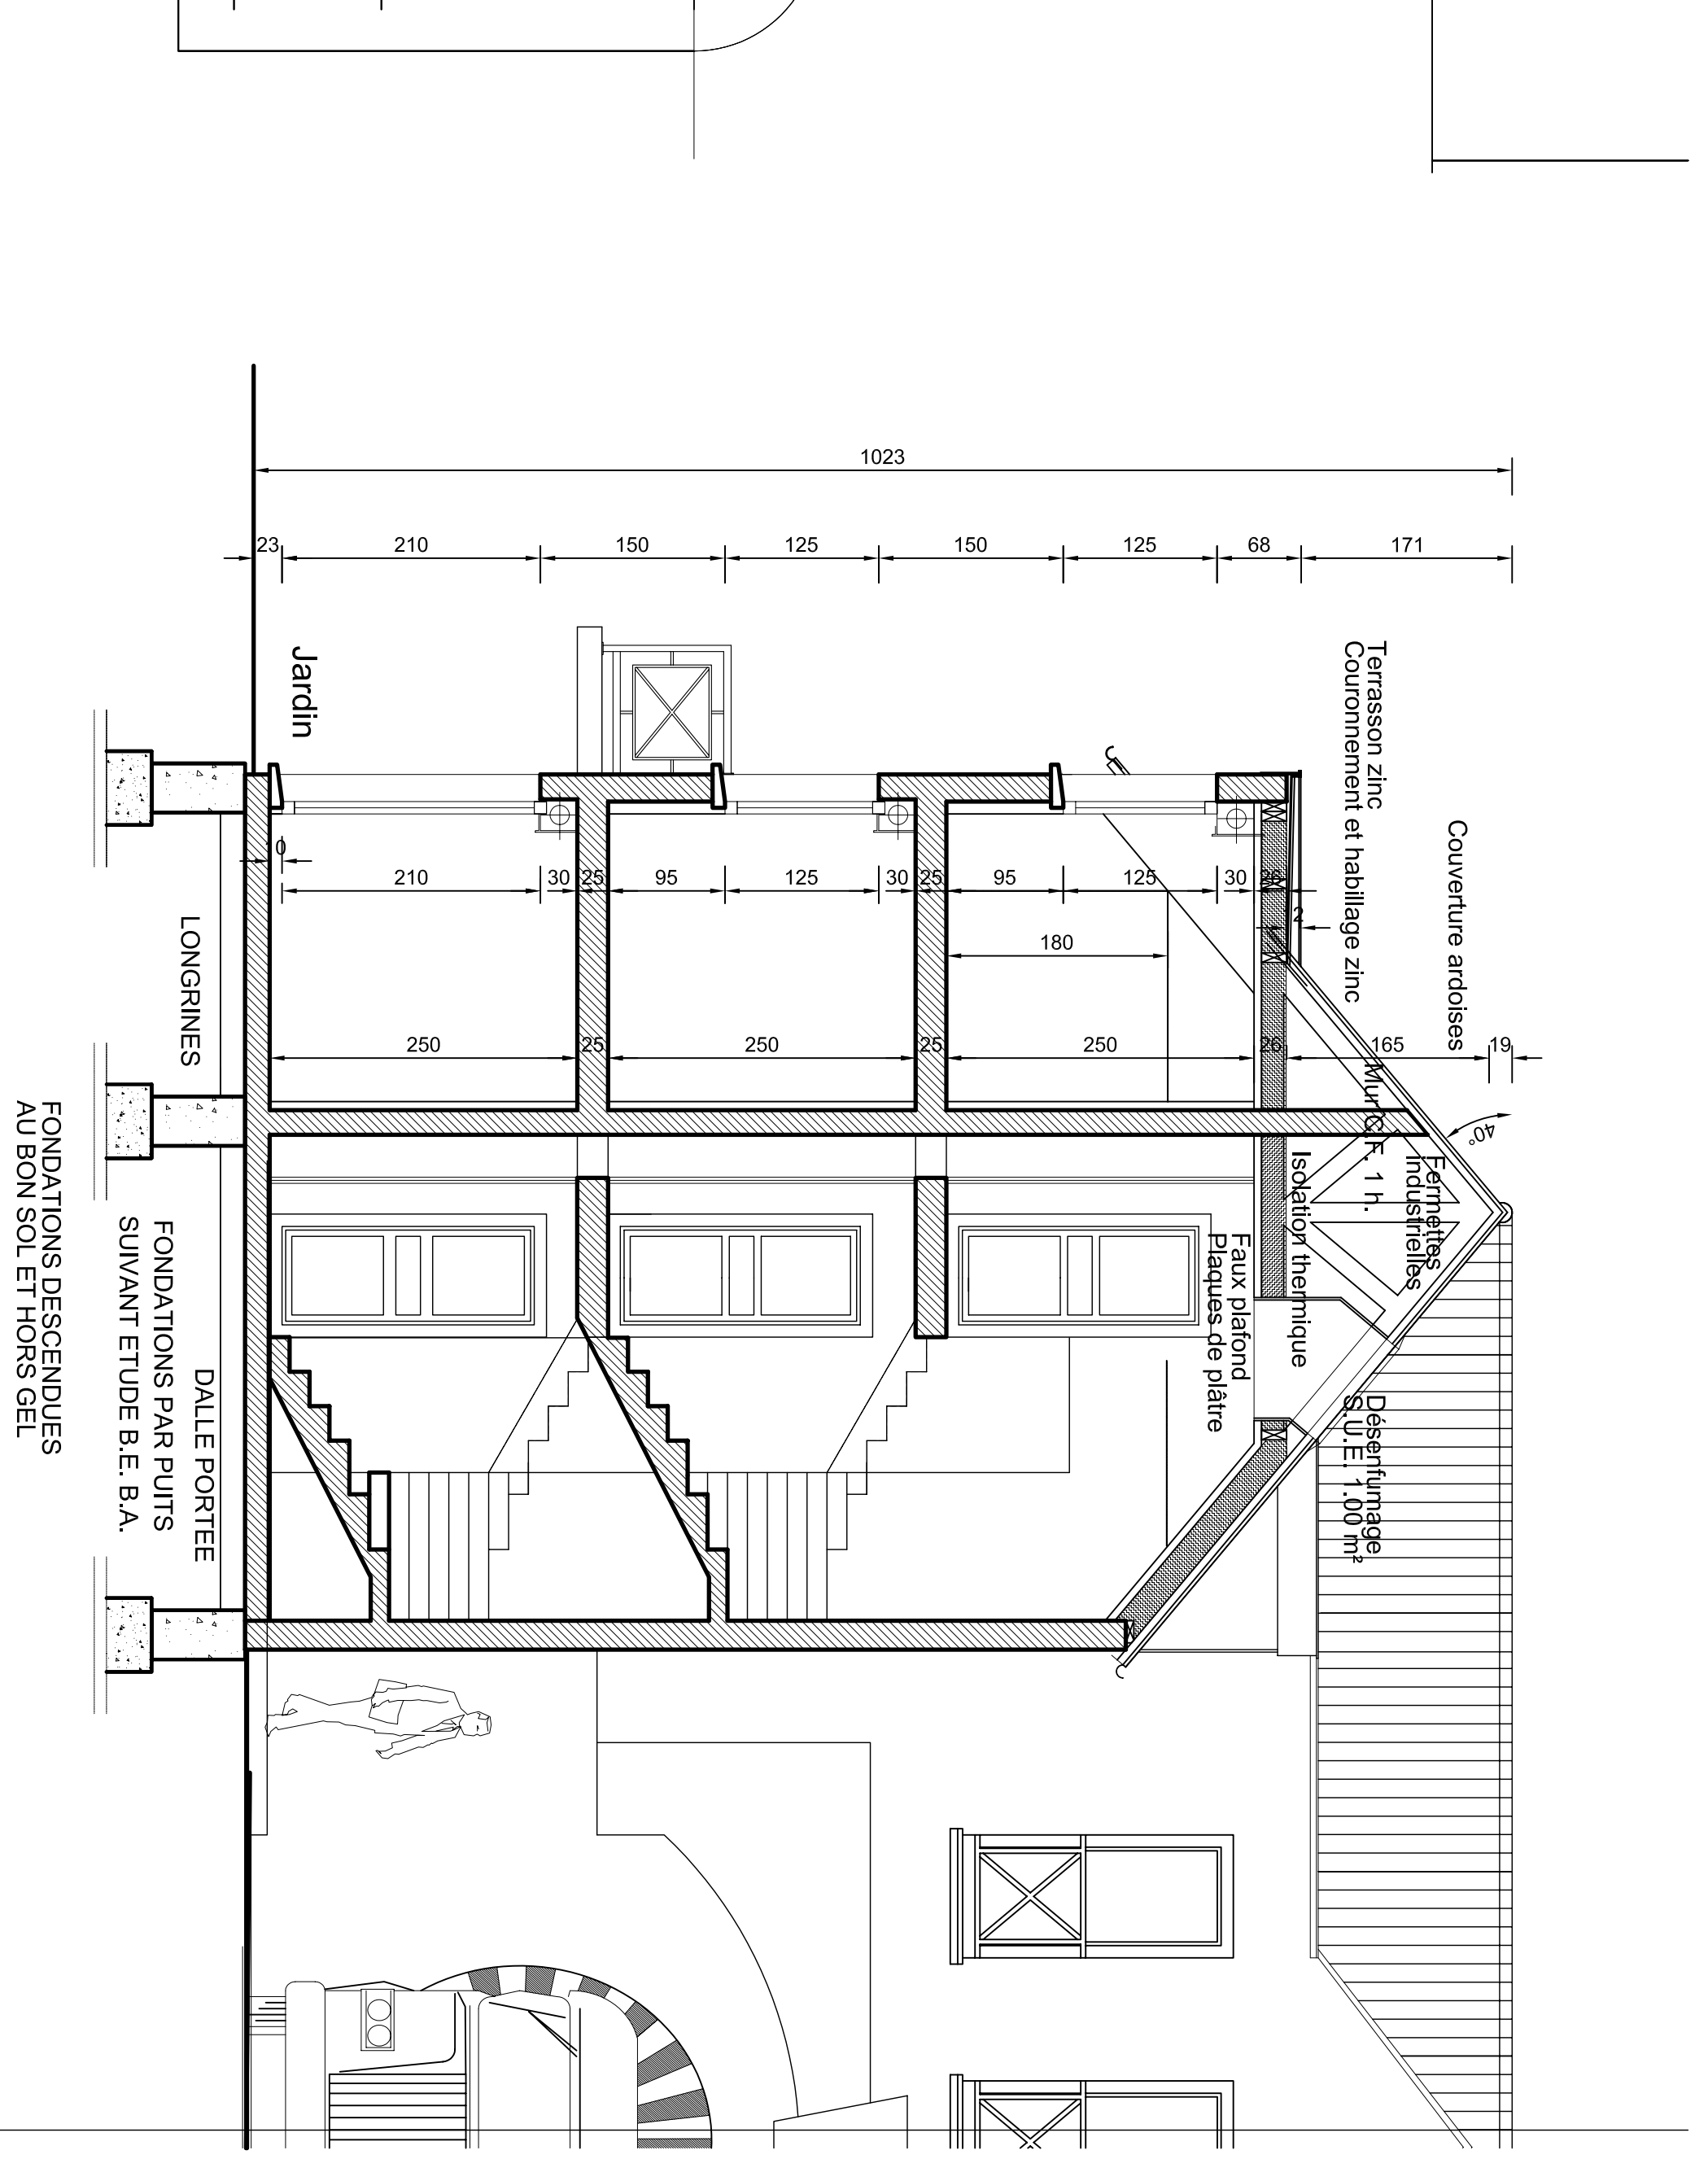 1023
23
210
150
125
150
125
68
171
Jardin
Terrasson zinc
Couronnement et habillage zinc
Couverture ardoises
0
210
30
25
95
125
30
25
95
125
30
26
2
180
250
25
250
25
250
26
165
19
40°
Mur C.F. 1 h.
Fermettes
industrielles
Isolation thermique
Faux plafond
Plaques de plâtre
Désenfumage
S.U.E. 1.00 m²
LONGRINES
DALLE PORTEE
FONDATIONS PAR PUITS
SUIVANT ETUDE B.E. B.A.
FONDATIONS DESCENDUES
AU BON SOL ET HORS GEL